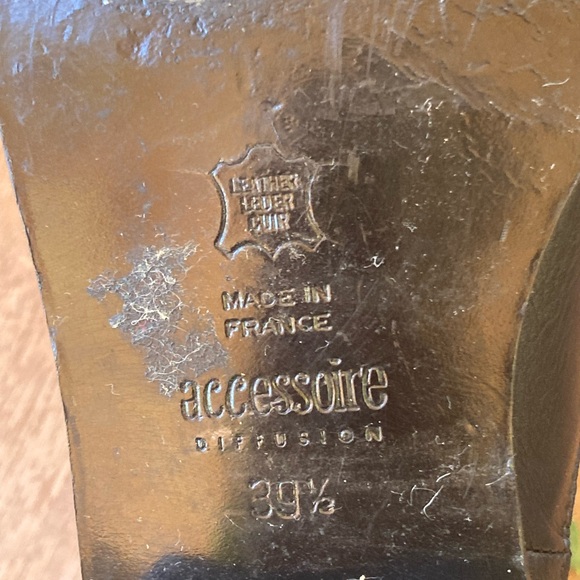 LEATHER
LEDER
CUIR
MADE IN
FRANCE
accessoire
DIFFUSION
39½